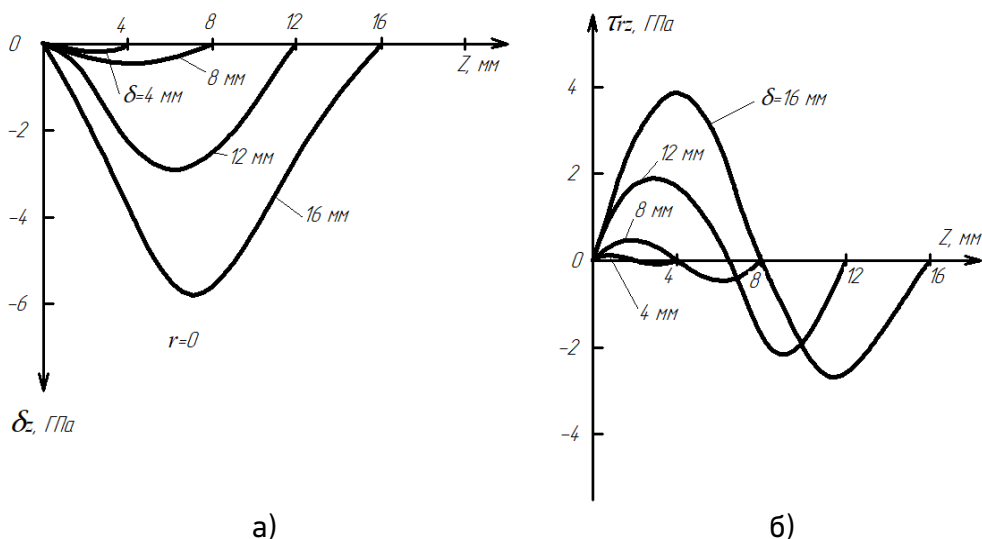 0
4
8
12
16
Z, мм
8 мм
δ=4 мм
-2
12 мм
-4
16 мм
-6
r=0
δz, ГПа
а)
τrz, ГПа
4
δ=16 мм
12 мм
2
8 мм
Z, мм
0
4
8
12
16
4 мм
-2
-4
б)